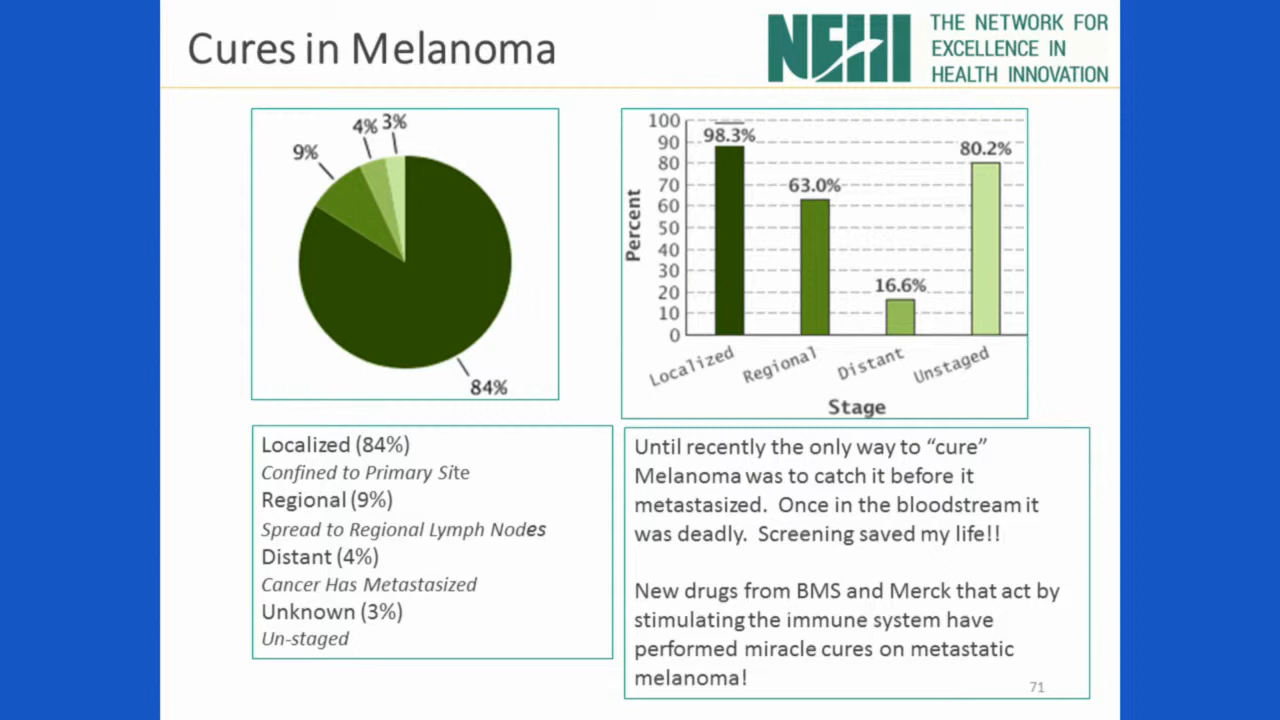 Cures in Melanoma
NEHI
THE NETWORK FOR
EXCELLENCE IN
HEALTH INNOVATION
4% 3%
9%
84%
Percent
100
90
80
70
60
50
40
30
20
10
0
98.3%
63.0%
16.6%
80.2%
Localized
Regional
Distant
Unstaged
Stage
Localized (84%)
Confined to Primary Site
Regional (9%)
Spread to Regional Lymph Nodes
Distant (4%)
Cancer Has Metastasized
Unknown (3%)
Un-staged
Until recently the only way to “cure”
Melanoma was to catch it before it
metastasized. Once in the bloodstream it
was deadly. Screening saved my life!!
New drugs from BMS and Merck that act by
stimulating the immune system have
performed miracle cures on metastatic
melanoma!
71